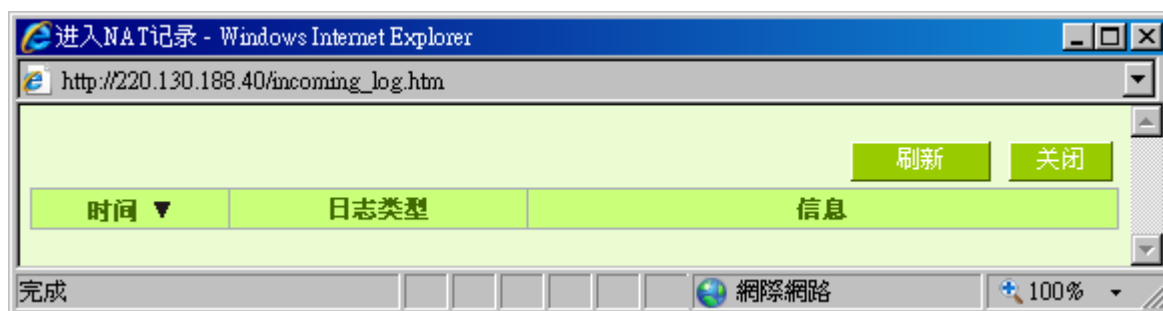 进入NAT记录 - Windows Internet Explorer
http://220.130.188.40/incoming_log.htm
刷新 关闭
时间 ▼ 日志类型 信息
完成 網際網路 100%